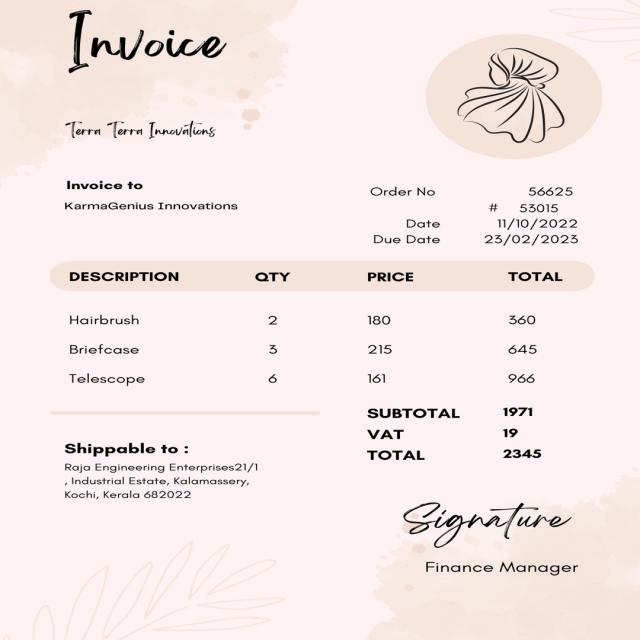 Invoice
Terra Terra Innovations
Invoice to
KarmaGenius Innovations
Order No 56625
# 53015
Date 11/10/2022
Due Date 23/02/2023
DESCRIPTION QTY PRICE TOTAL
Hairbrush 2 180 360
Briefcase 3 215 645
Telescope 6 161 966
SUBTOTAL 1971
VAT 19
TOTAL 2345
Shippable to :
Raja Engineering Enterprises21/1
, Industrial Estate, Kalamassery,
Kochi, Kerala 682022
Signature
Finance Manager